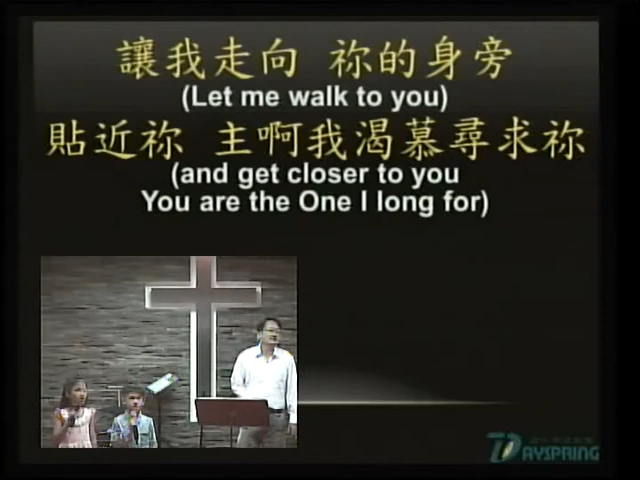 讓我走向 祢的身旁
(Let me walk to you)
貼近祢 主啊我渴慕尋求祢
(and get closer to you
You are the One I long for)
DAYSPRING